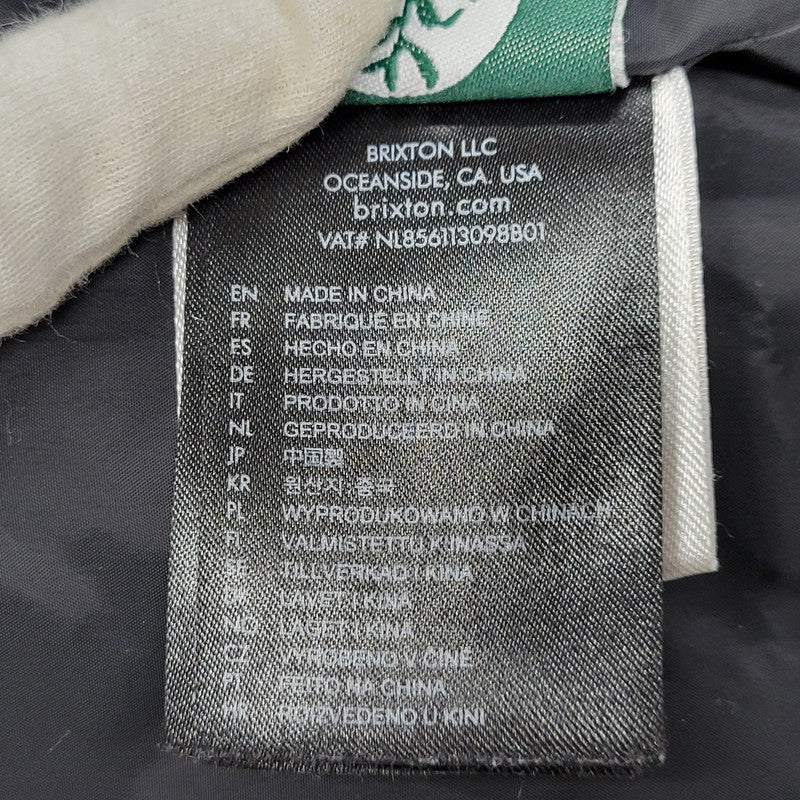 BRIXTON LLC
OCEANSIDE, CA. USA
brixton.com
VAT# NL856113098B01
EN MADE IN CHINA
FR FABRIQUE EN CHINE
ES HECHO EN CHINA
DE HERGESTELLT IN CHINA
IT PRODOTTO IN CINA
NL GEPRODUCEERD IN CHINA
JP 中国製
KR 원산지: 중국
PL WYPRODUKOWANO W CHINACH
FI VALMISTETTU KIINASSA
SE TILLVERKAD I KINA
DK LAVET I KINA
NO LAGET I KINA
CZ VYROBENO V ČÍNĚ
PT FEITO NA CHINA
HR PROIZVEDENO U KINI